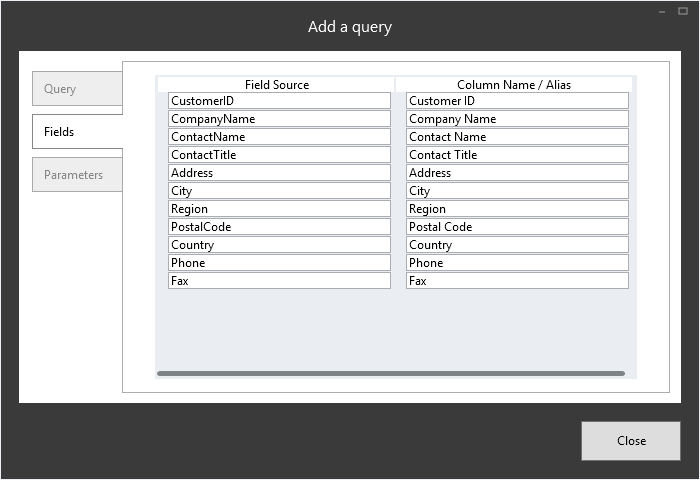 Add a query
Query
Fields
Parameters
Field Source Column Name / Alias
CustomerID Customer ID
CompanyName Company Name
ContactName Contact Name
ContactTitle Contact Title
Address Address
City City
Region Region
PostalCode Postal Code
Country Country
Phone Phone
Fax Fax
Close